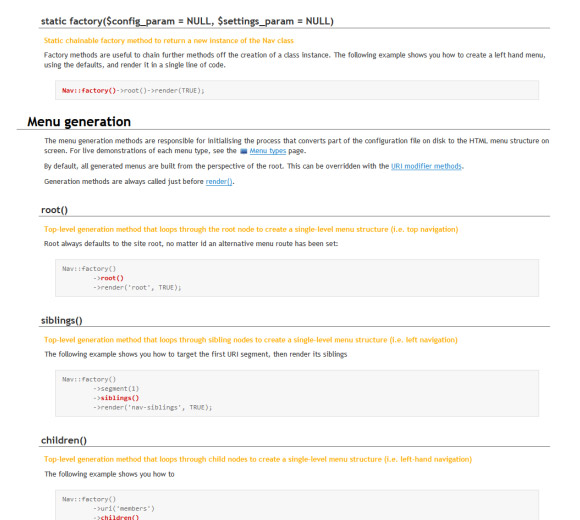 static factory($config_param = NULL, $settings_param = NULL)
Static chainable factory method to return a new instance of the Nav class
Factory methods are useful to chain further methods off the creation of a class instance. The following example shows you how to create a left hand menu,
using the defaults, and render it in a single line of code.
Nav::factory()->root()->render(TRUE);
Menu generation
The menu generation methods are responsible for initialising the process that converts part of the configuration file on disk to the HTML menu structure on
screen. For live demonstrations of each menu type, see the Menu types page.
By default, all generated menus are built from the perspective of the root. This can be overridden with the URI modifier methods.
Generation methods are always called just before render().
root()
Top-level generation method that loops through the root node to create a single-level menu structure (i.e. top navigation)
Root always defaults to the site root, no matter id an alternative menu route has been set:
Nav::factory()
->root()
->render('root', TRUE);
siblings()
Top-level generation method that loops through sibling nodes to create a single-level menu structure (i.e. left navigation)
The following example shows you how to target the first URI segment, then render its siblings
Nav::factory()
->segment(1)
->siblings()
->render('nav-siblings', TRUE);
children()
Top-level generation method that loops through child nodes to create a single-level menu structure (i.e. left-hand navigation)
The following example shows you how to
Nav::factory()
->uri('members')
->children()